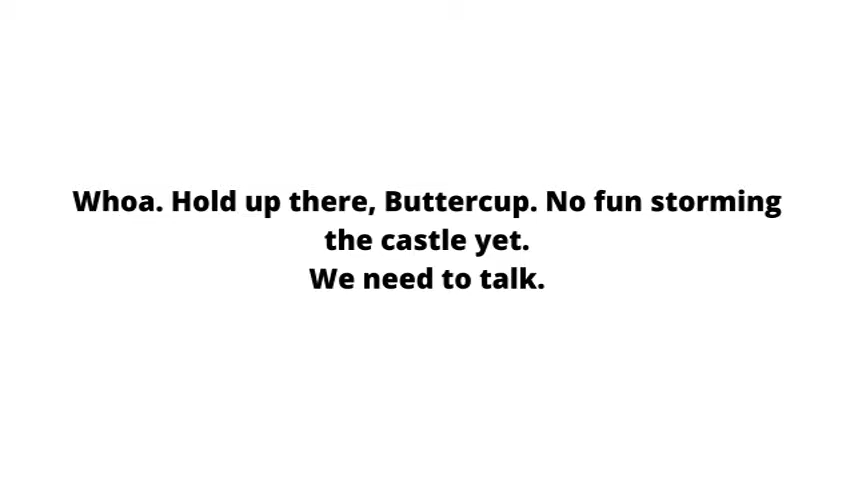 Whoa. Hold up there, Buttercup. No fun storming
the castle yet.
We need to talk.